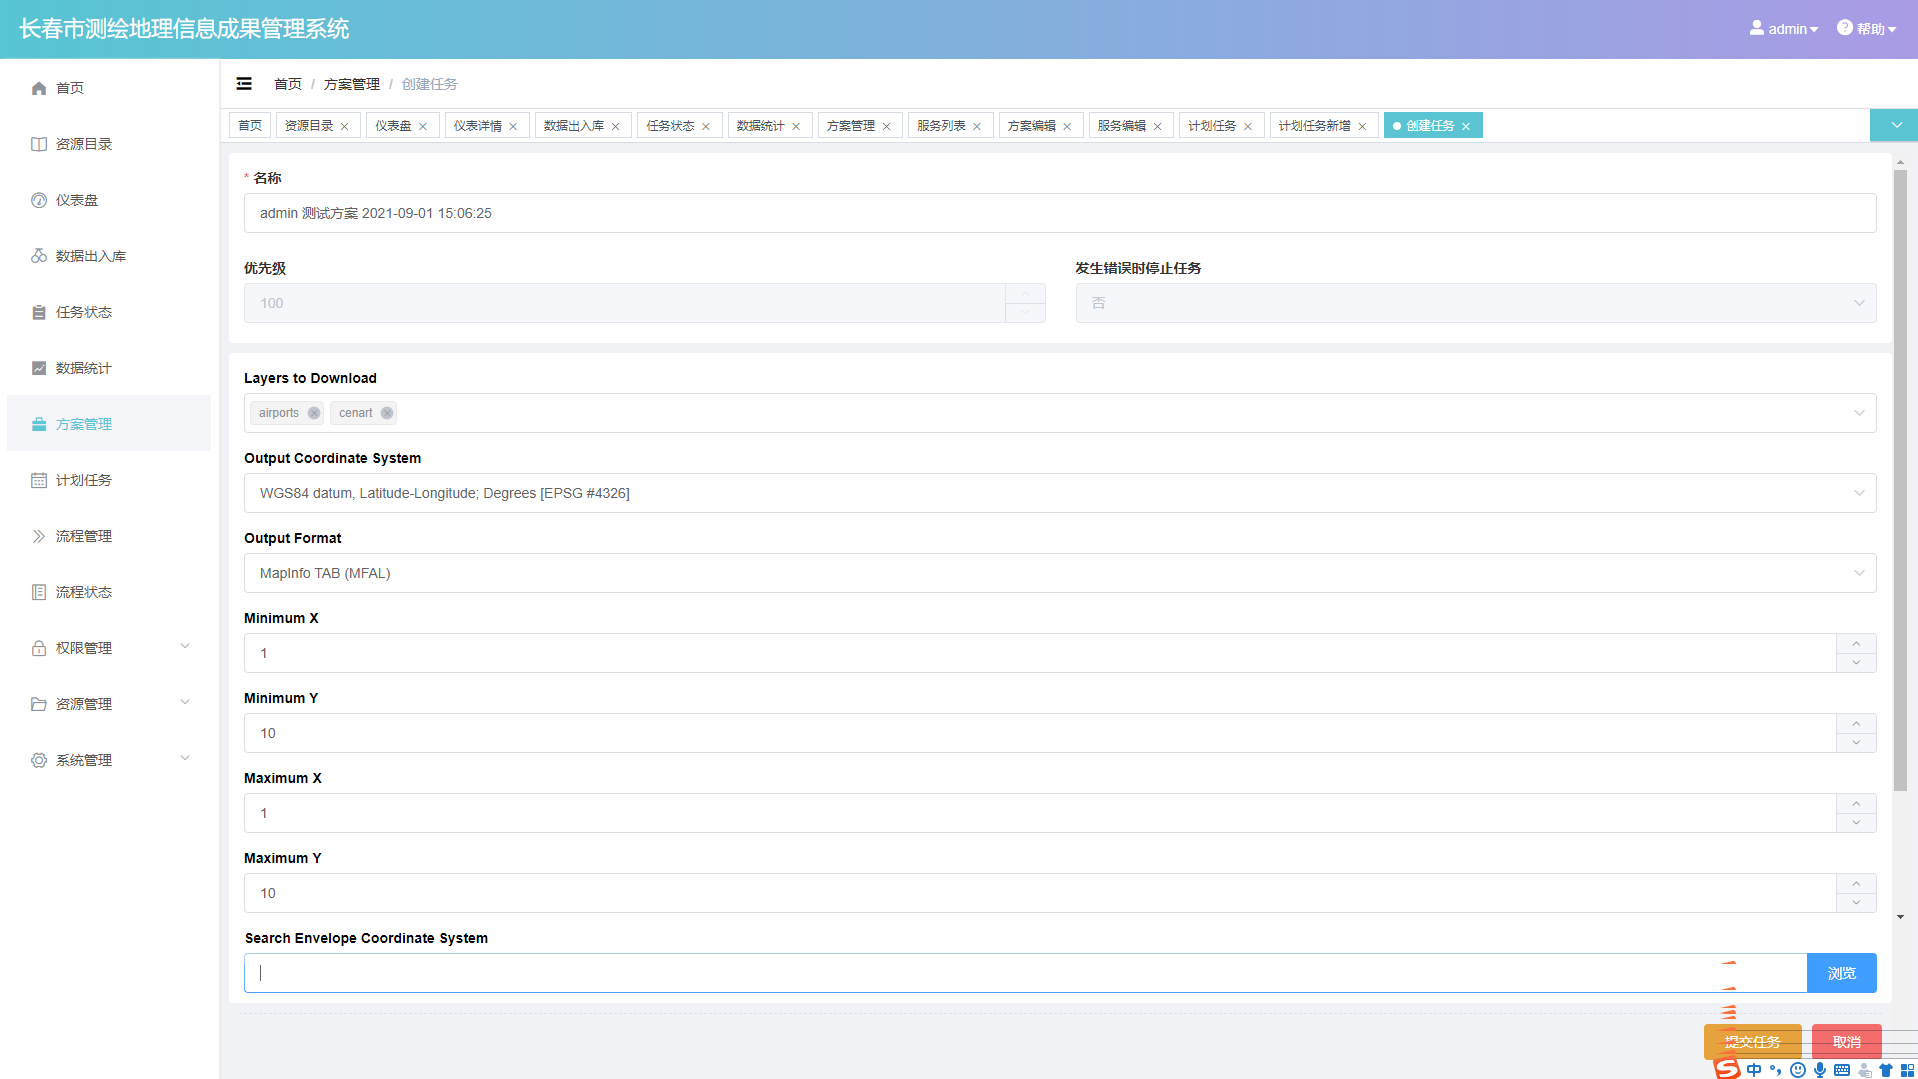 长春市测绘地理信息成果管理系统
admin
帮助
首页
资源目录
仪表盘
数据出入库
任务状态
数据统计
方案管理
计划任务
流程管理
流程状态
权限管理
资源管理
系统管理
首页 / 方案管理 / 创建任务
首页 资源目录 仪表盘 仪表详情 数据出入库 任务状态 数据统计 方案管理 服务列表 方案编辑 服务编辑 计划任务 计划任务新增 创建任务
* 名称
admin 测试方案 2021-09-01 15:06:25
优先级
100
发生错误时停止任务
否
Layers to Download
airports cenart
Output Coordinate System
WGS84 datum, Latitude-Longitude; Degrees [EPSG #4326]
Output Format
MapInfo TAB (MFAL)
Minimum X
1
Minimum Y
10
Maximum X
1
Maximum Y
10
Search Envelope Coordinate System
浏览
提交任务
取消
中